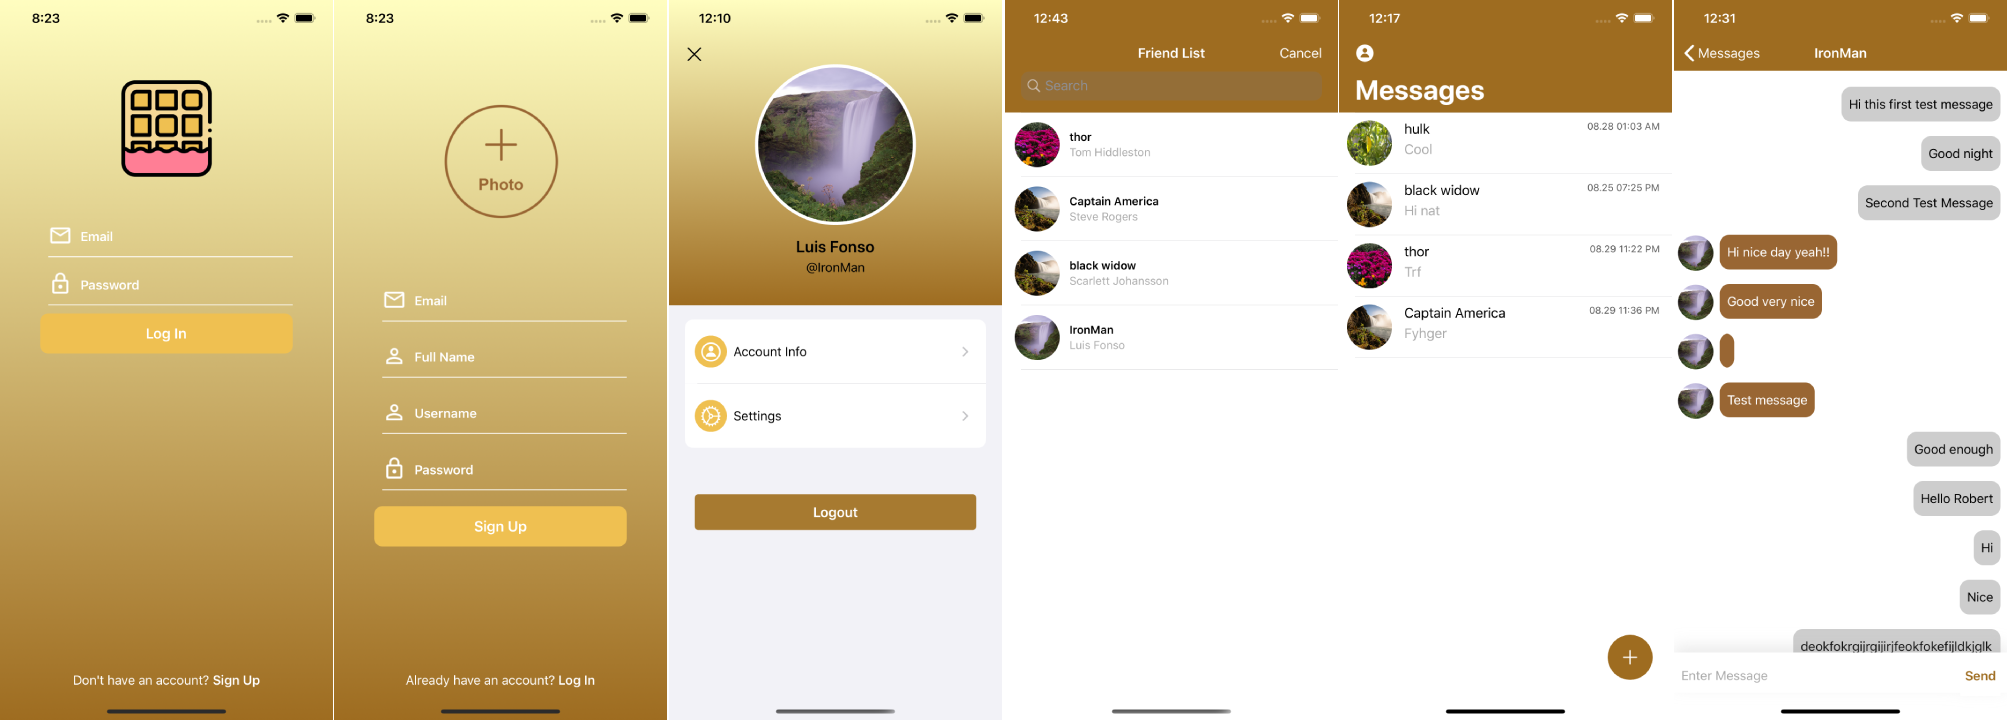 8:23
Email
Password
Log In
Don't have an account? Sign Up
8:23
Photo
Email
Full Name
Username
Password
Sign Up
Already have an account? Log In
12:10
Luis Fonso
@IronMan
Account Info
Settings
Logout
12:43
Friend List
Cancel
Search
thor
Tom Hiddleston
Captain America
Steve Rogers
black widow
Scarlett Johansson
IronMan
Luis Fonso
12:17
Messages
hulk
08.28 01:03 AM
Cool
black widow
08.25 07:25 PM
Hi nat
thor
08.29 11:22 PM
Trf
Captain America
08.29 11:36 PM
Fyhger
12:31
Messages
IronMan
Hi this first test message
Good night
Second Test Message
Hi nice day yeah!!
Good very nice
Test message
Good enough
Hello Robert
Hi
Nice
Enter Message
Send